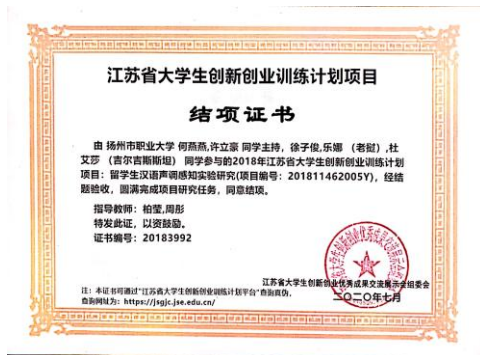 江苏省大学生创新创业训练计划项目
结项证书
由 扬州市职业大学 何燕燕,许立豪 同学主持，徐子俊,乐娜 （老挝）,杜
艾莎 （吉尔吉斯斯坦） 同学参与的2018年江苏省大学生创新创业训练计划
项目：留学生汉语声调感知实验研究(项目编号：201811462005Y)，经结
题验收，圆满完成项目研究任务，同意结项。
指导教师：柏莹,周彤
特发此证，以资鼓励。
证书编号：20183992
江苏省大学生创新创业优秀成果交流展示会组委会
二〇二〇年七月
注：本证书可通过“江苏省大学生创新创业训练计划平台”查询真伪，
查询网址为：https://jsgjc.jse.edu.cn/